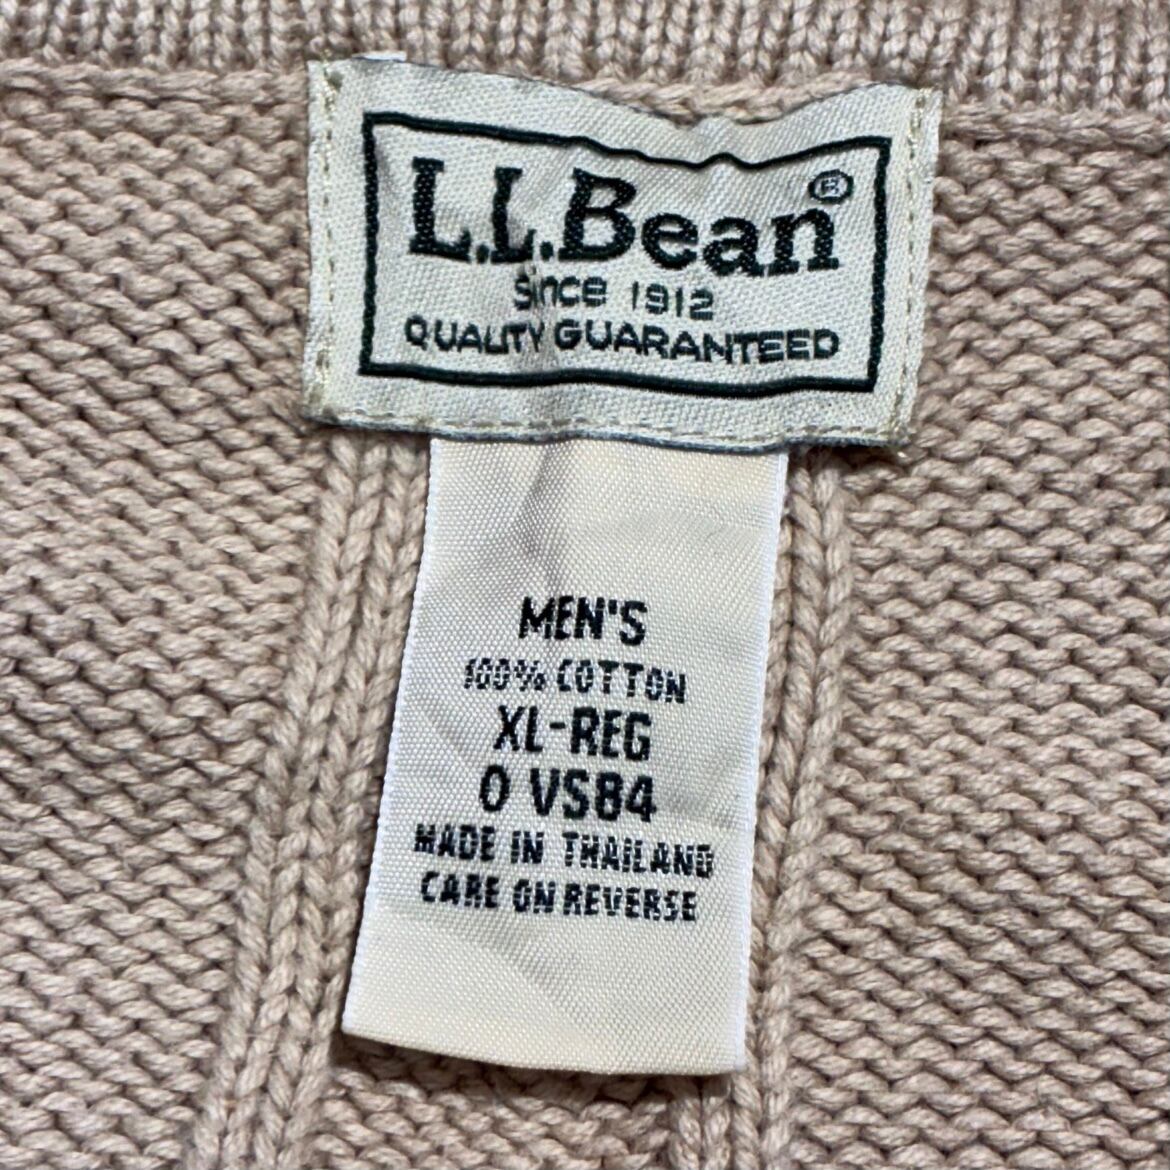 L.L.Bean®
Since 1912
QUALITY GUARANTEED
MEN'S
100% COTTON
XL-REG
0 VS84
MADE IN THAILAND
CARE ON REVERSE